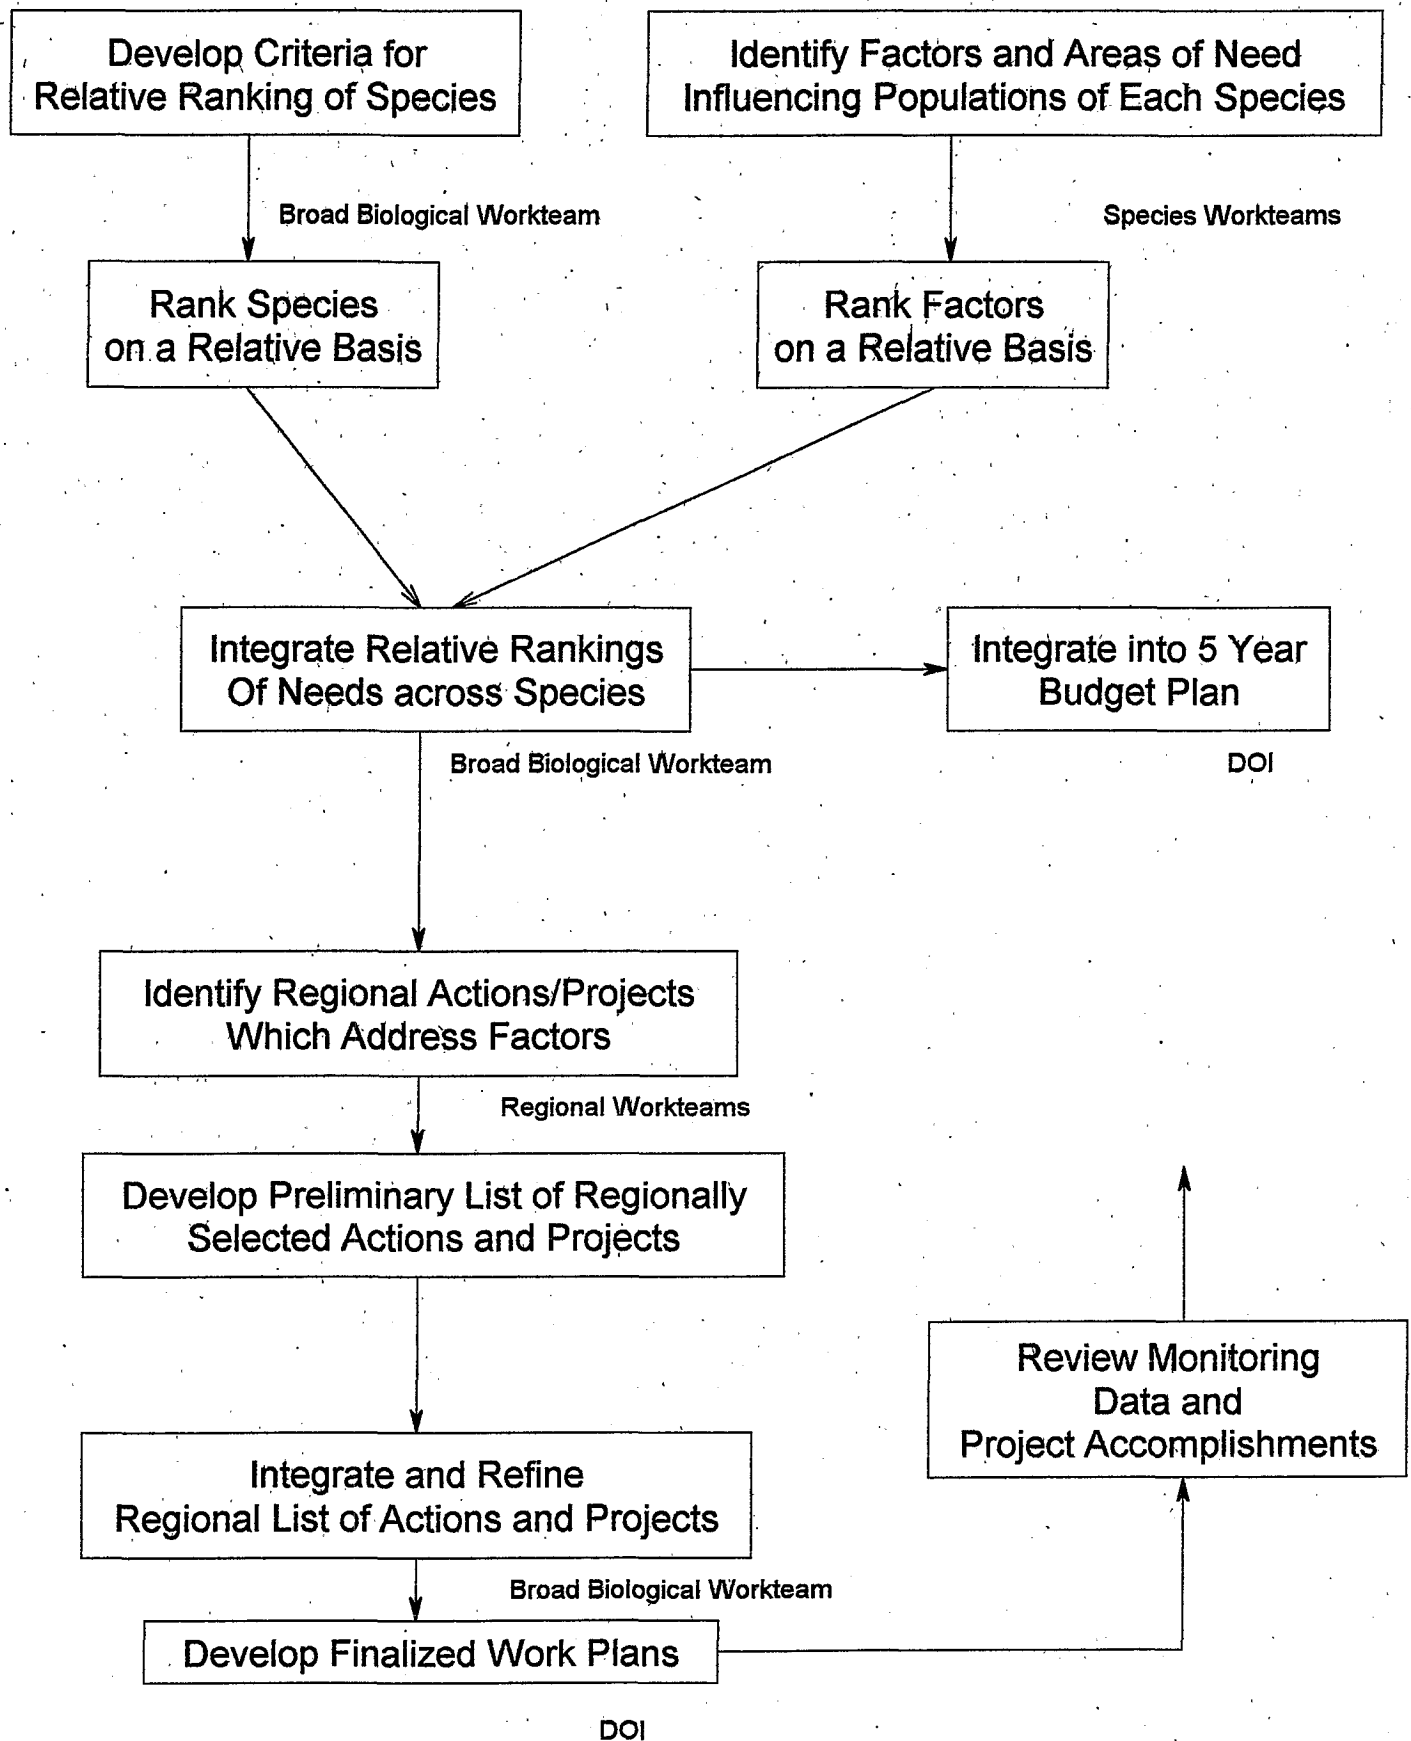 Develop Criteria for
Relative Ranking of Species
Identify Factors and Areas of Need
Influencing Populations of Each Species
Broad Biological Workteam
Species Workteams
Rank Species
on a Relative Basis
Rank Factors
on a Relative Basis
Integrate Relative Rankings
Of Needs across Species
Integrate into 5 Year
Budget Plan
Broad Biological Workteam
DOI
Identify Regional Actions/Projects
Which Address Factors
Regional Workteams
Develop Preliminary List of Regionally
Selected Actions and Projects
Review Monitoring
Data and
Project Accomplishments
Integrate and Refine
Regional List of Actions and Projects
Broad Biological Workteam
Develop Finalized Work Plans
DOI